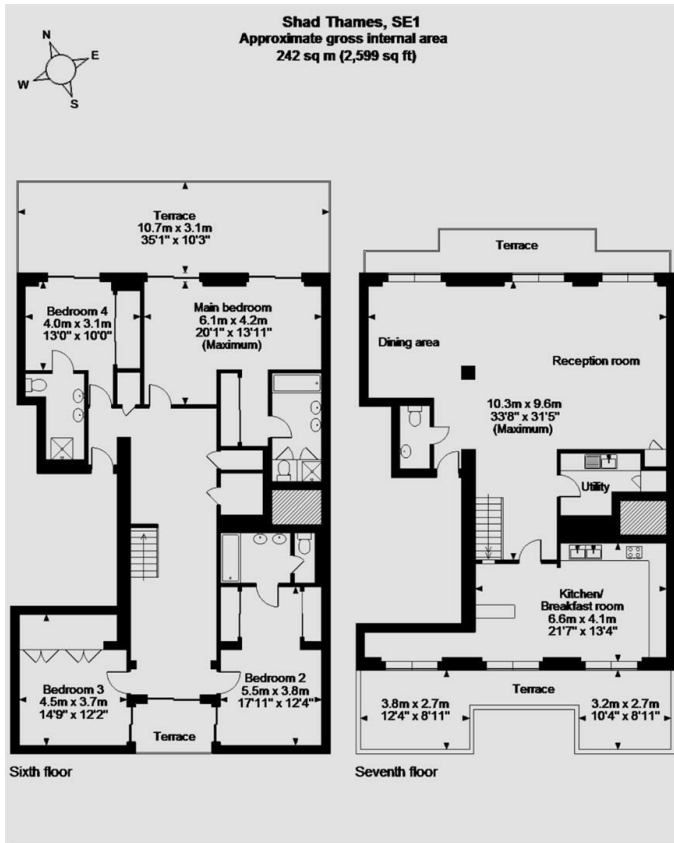 Shad Thames, SE1
Approximate gross internal area
242 sq m (2,599 sq ft)
N
E
W
S
Terrace
10.7m x 3.1m
35'1" x 10'3"
Bedroom 4
4.0m x 3.1m
13'0" x 10'0"
Main bedroom
6.1m x 4.2m
20'1" x 13'11"
(Maximum)
Bedroom 3
4.5m x 3.7m
14'9" x 12'2"
Bedroom 2
5.5m x 3.8m
17'11" x 12'4"
Terrace
Sixth floor
Terrace
Dining area
Reception room
10.3m x 9.6m
33'8" x 31'5"
(Maximum)
Utility
Kitchen/
Breakfast room
6.6m x 4.1m
21'7" x 13'4"
Terrace
3.8m x 2.7m
12'4" x 8'11"
3.2m x 2.7m
10'4" x 8'11"
Seventh floor